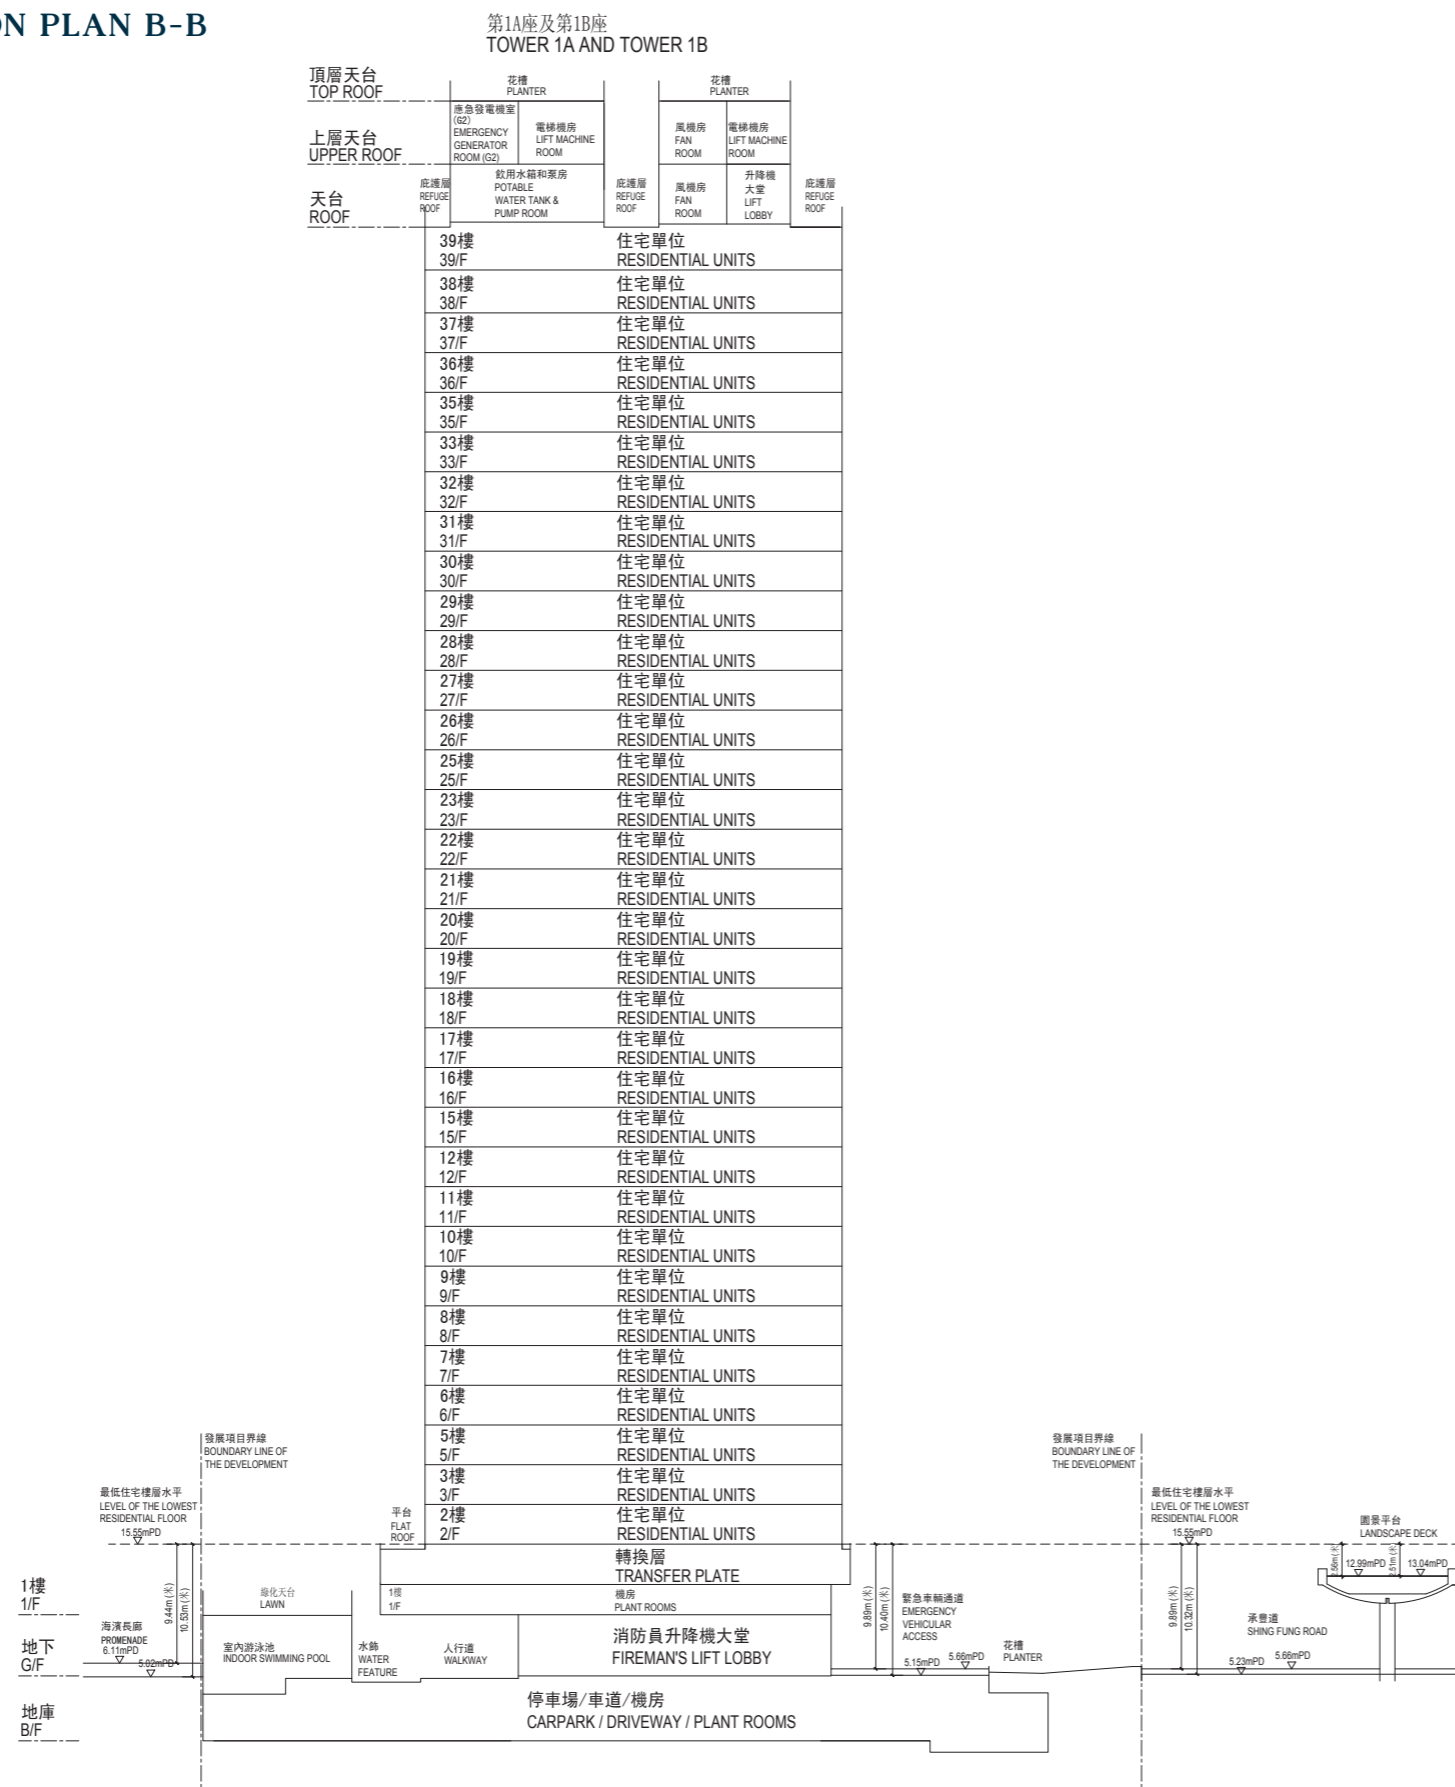 ON PLAN B-B
第1A座及第1B座
TOWER 1A AND TOWER 1B
頂層天台
TOP ROOF
花槽
PLANTER
花槽
PLANTER
上層天台
UPPER ROOF
應急發電機室
(G2)
EMERGENCY
GENERATOR
ROOM (G2)
電梯機房
LIFT MACHINE
ROOM
風機房
FAN
ROOM
電梯機房
LIFT MACHINE
ROOM
天台
ROOF
庇護層
REFUGE
ROOF
飲用水箱和泵房
POTABLE
WATER TANK &
PUMP ROOM
庇護層
REFUGE
ROOF
風機房
FAN
ROOM
升降機
大堂
LIFT
LOBBY
庇護層
REFUGE
ROOF
39樓 住宅單位
39/F RESIDENTIAL UNITS
38樓 住宅單位
38/F RESIDENTIAL UNITS
37樓 住宅單位
37/F RESIDENTIAL UNITS
36樓 住宅單位
36/F RESIDENTIAL UNITS
35樓 住宅單位
35/F RESIDENTIAL UNITS
33樓 住宅單位
33/F RESIDENTIAL UNITS
32樓 住宅單位
32/F RESIDENTIAL UNITS
31樓 住宅單位
31/F RESIDENTIAL UNITS
30樓 住宅單位
30/F RESIDENTIAL UNITS
29樓 住宅單位
29/F RESIDENTIAL UNITS
28樓 住宅單位
28/F RESIDENTIAL UNITS
27樓 住宅單位
27/F RESIDENTIAL UNITS
26樓 住宅單位
26/F RESIDENTIAL UNITS
25樓 住宅單位
25/F RESIDENTIAL UNITS
23樓 住宅單位
23/F RESIDENTIAL UNITS
22樓 住宅單位
22/F RESIDENTIAL UNITS
21樓 住宅單位
21/F RESIDENTIAL UNITS
20樓 住宅單位
20/F RESIDENTIAL UNITS
19樓 住宅單位
19/F RESIDENTIAL UNITS
18樓 住宅單位
18/F RESIDENTIAL UNITS
17樓 住宅單位
17/F RESIDENTIAL UNITS
16樓 住宅單位
16/F RESIDENTIAL UNITS
15樓 住宅單位
15/F RESIDENTIAL UNITS
12樓 住宅單位
12/F RESIDENTIAL UNITS
11樓 住宅單位
11/F RESIDENTIAL UNITS
10樓 住宅單位
10/F RESIDENTIAL UNITS
9樓 住宅單位
9/F RESIDENTIAL UNITS
8樓 住宅單位
8/F RESIDENTIAL UNITS
7樓 住宅單位
7/F RESIDENTIAL UNITS
6樓 住宅單位
6/F RESIDENTIAL UNITS
5樓 住宅單位
5/F RESIDENTIAL UNITS
3樓 住宅單位
3/F RESIDENTIAL UNITS
2樓 住宅單位
2/F RESIDENTIAL UNITS
發展項目界線
BOUNDARY LINE OF
THE DEVELOPMENT
發展項目界線
BOUNDARY LINE OF
THE DEVELOPMENT
最低住宅樓層水平
LEVEL OF THE LOWEST
RESIDENTIAL FLOOR
15.55mPD
平台
FLAT
ROOF
最低住宅樓層水平
LEVEL OF THE LOWEST
RESIDENTIAL FLOOR
15.55mPD
園景平台
LANDSCAPE DECK
轉換層
TRANSFER PLATE
2.56m (米)
12.99mPD
2.51m (米)
13.04mPD
1樓
1/F
9.44m (米)
10.53m (米)
綠化天台
LAWN
1樓
1/F
機房
PLANT ROOMS
9.89m (米)
10.40m (米)
緊急車輛通道
EMERGENCY
VEHICULAR
ACCESS
9.89m (米)
10.32m (米)
承豐道
SHING FUNG ROAD
海濱長廊
PROMENADE
6.11mPD
5.02mPD
地下
G/F
室內游泳池
INDOOR SWIMMING POOL
水飾
WATER
FEATURE
人行道
WALKWAY
消防員升降機大堂
FIREMAN'S LIFT LOBBY
5.15mPD
5.66mPD
花槽
PLANTER
5.23mPD
5.66mPD
地庫
B/F
停車場/車道/機房
CARPARK / DRIVEWAY / PLANT ROOMS